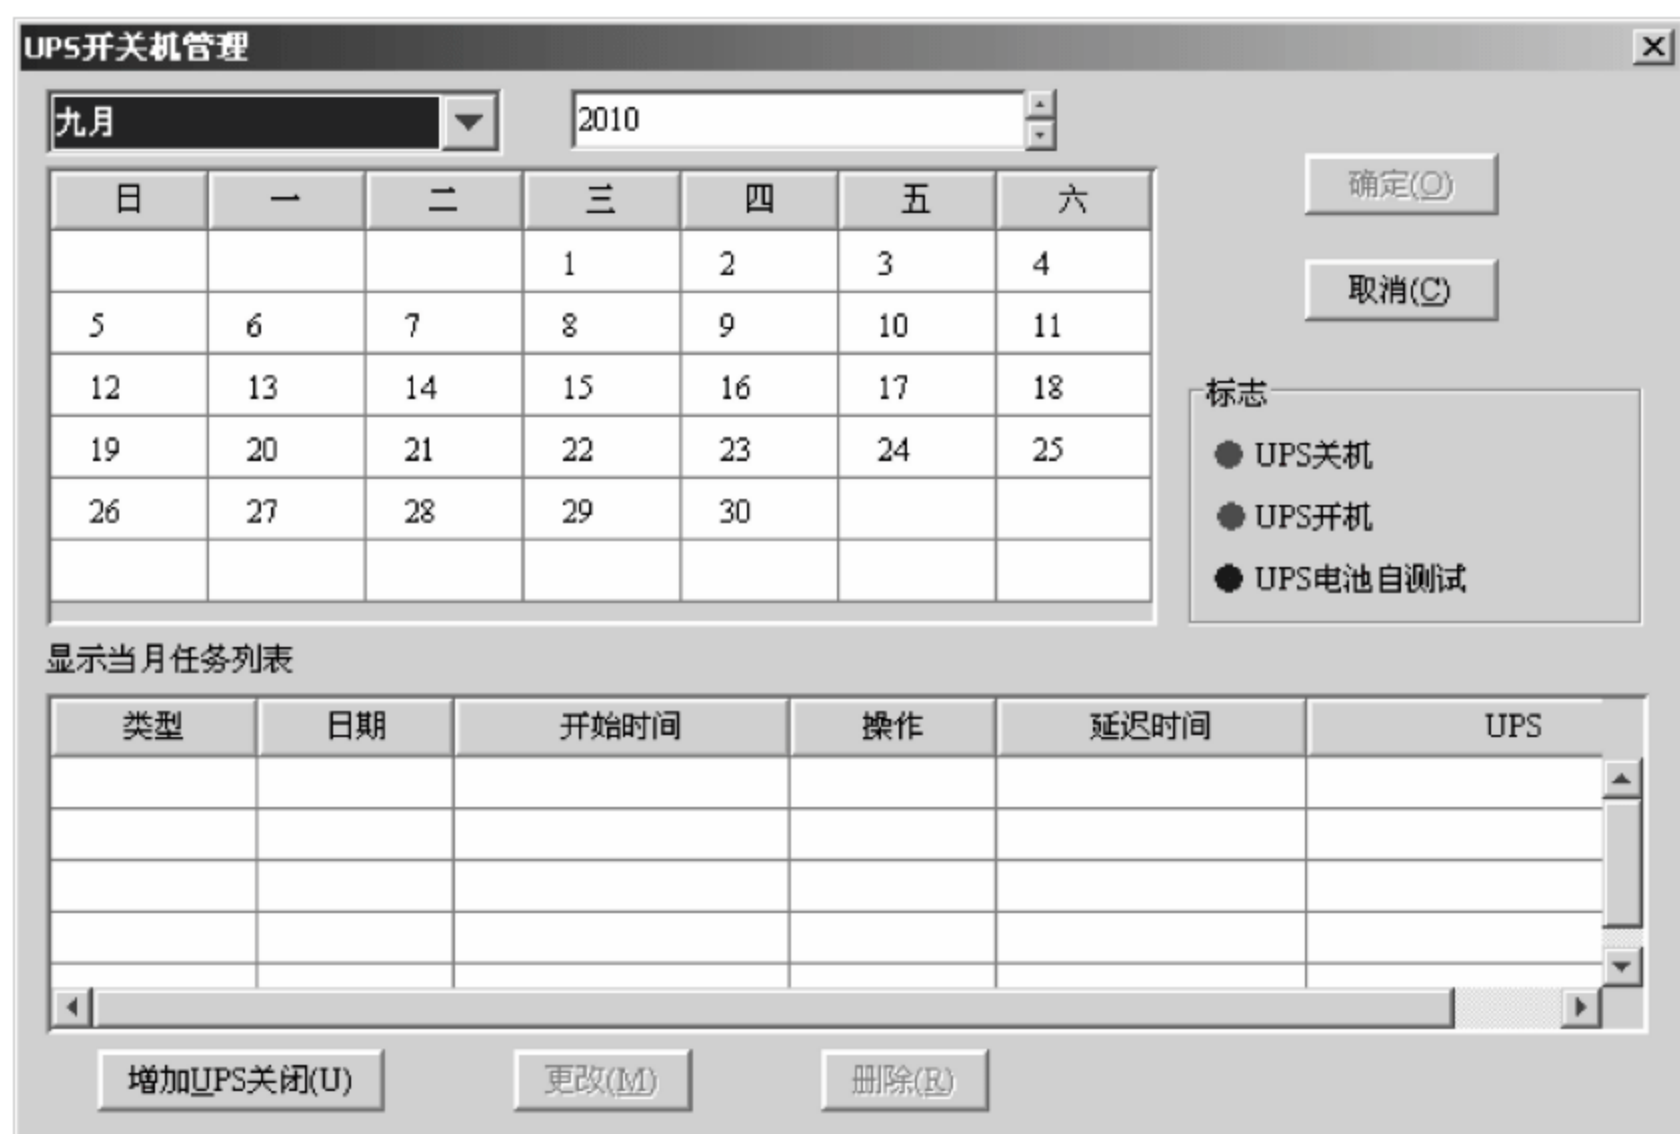 UPS开关机管理
九月 2010
日 一 二 三 四 五 六
1 2 3 4
5 6 7 8 9 10 11
12 13 14 15 16 17 18
19 20 21 22 23 24 25
26 27 28 29 30
确定(O)
取消(C)
标志
UPS关机
UPS开机
UPS电池自测试
显示当月任务列表
类型 日期 开始时间 操作 延迟时间 UPS
增加UPS关闭(U) 更改(M) 删除(R)